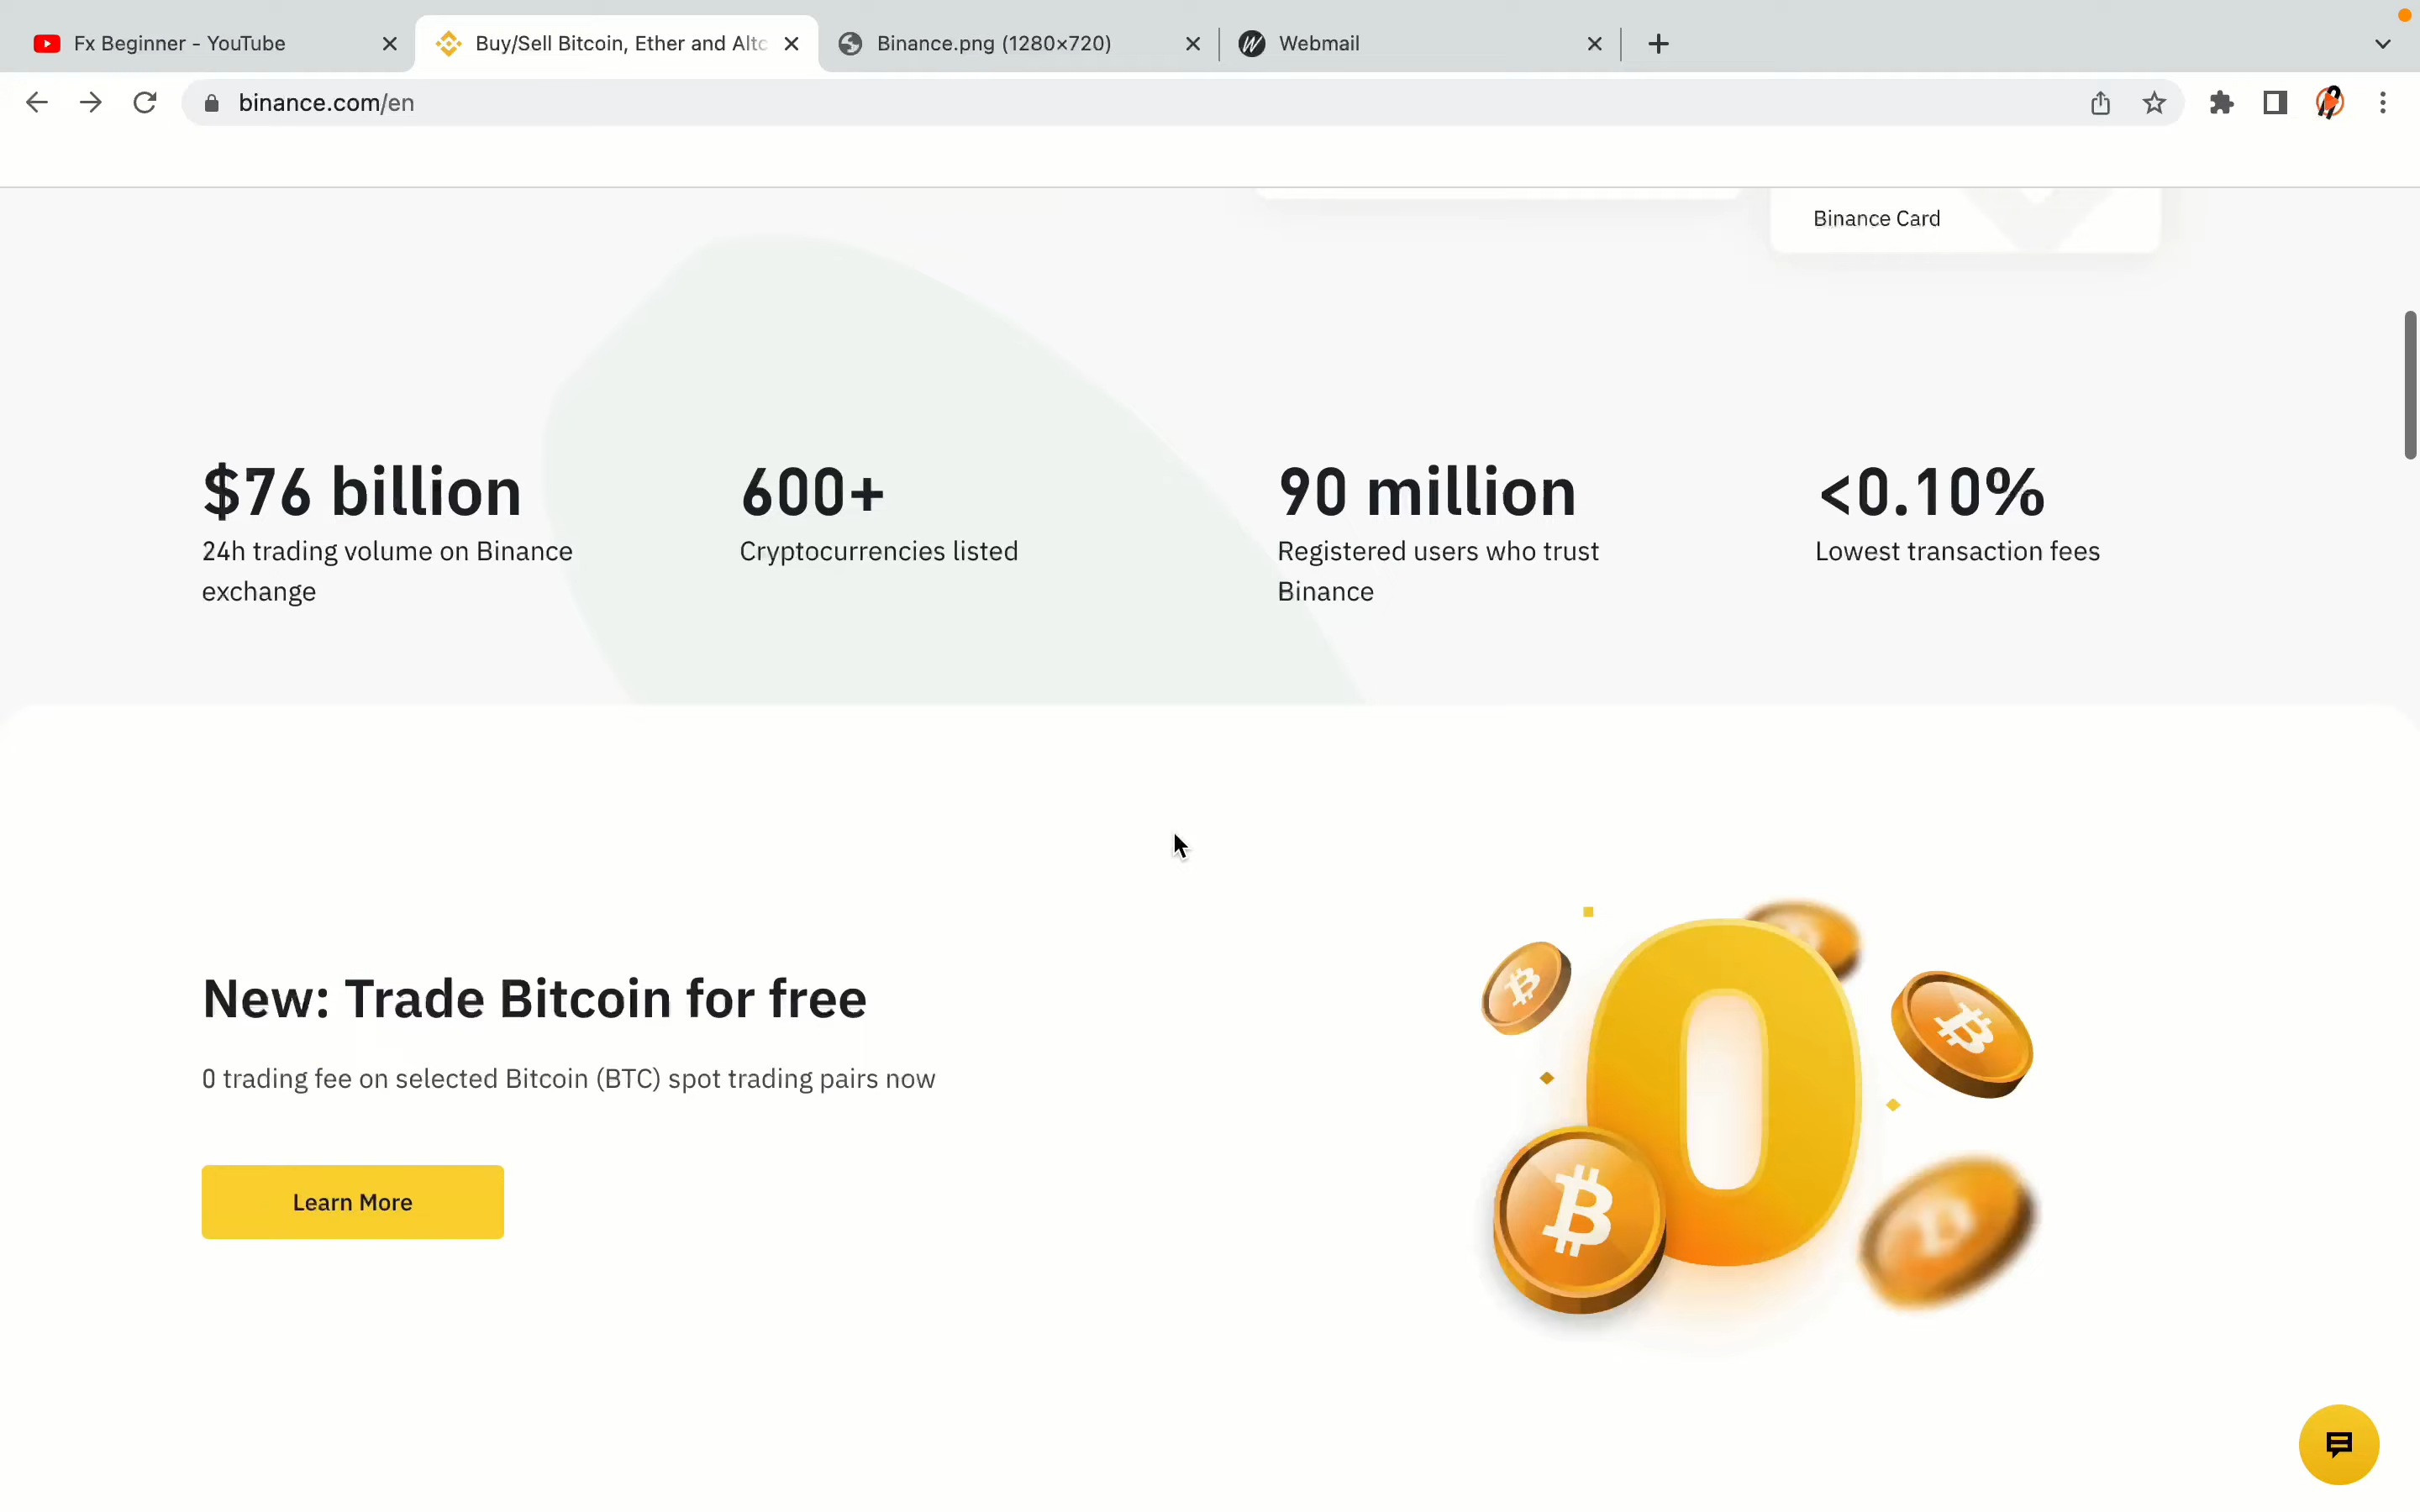 Fx Beginner - YouTube
Buy/Sell Bitcoin, Ether and Altc
Binance.png (1280×720)
Webmail
binance.com/en
Binance Card
$76 billion
24h trading volume on Binance
exchange
600+
Cryptocurrencies listed
90 million
Registered users who trust
Binance
<0.10%
Lowest transaction fees
New: Trade Bitcoin for free
0 trading fee on selected Bitcoin (BTC) spot trading pairs now
Learn More
0